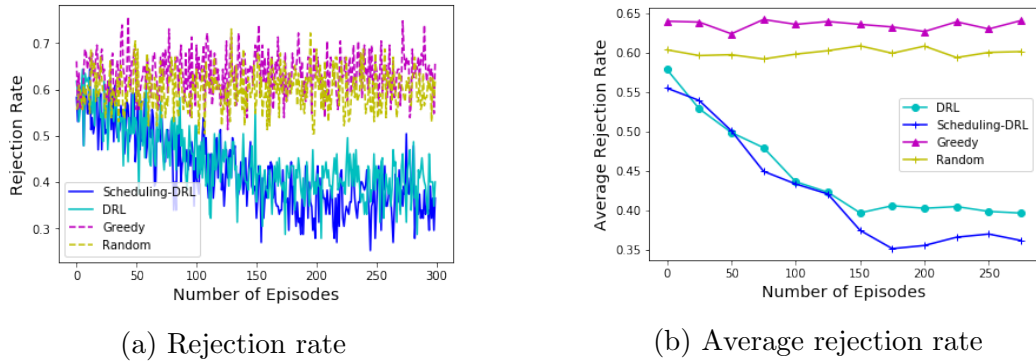 Rejection Rate
0.7
0.6
0.5
0.4
0.3
Scheduling-DRL
DRL
Greedy
Random
0 50 100 150 200 250 300
Number of Episodes
(a) Rejection rate
Average Rejection Rate
0.65
0.60
0.55
0.50
0.45
0.40
0.35
DRL
Scheduling-DRL
Greedy
Random
0 50 100 150 200 250
Number of Episodes
(b) Average rejection rate